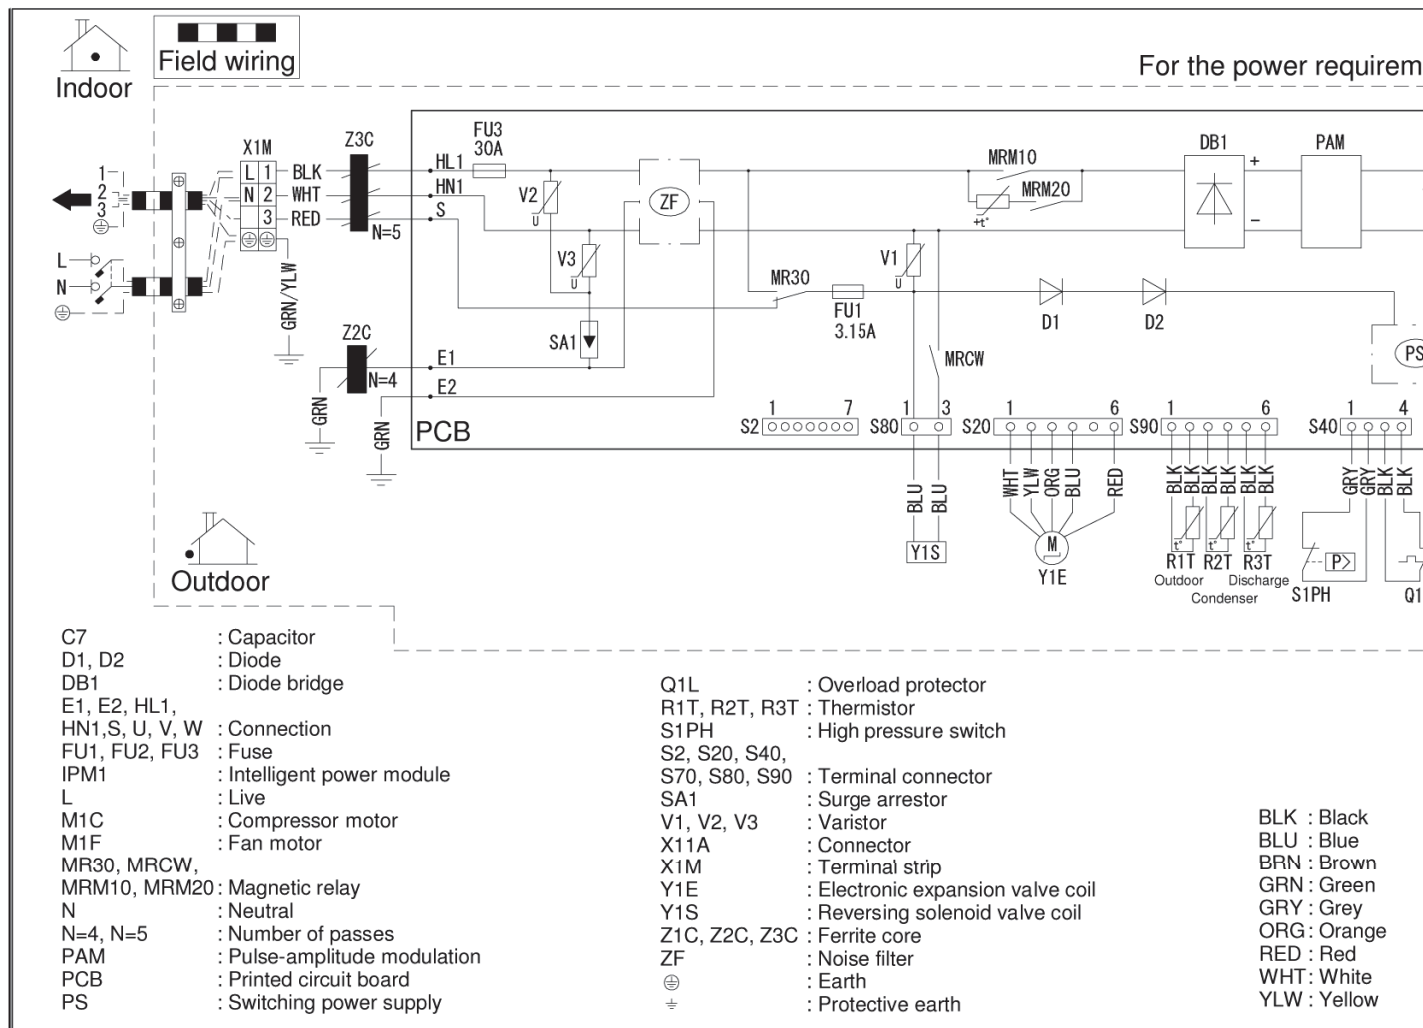 Indoor
Field wiring
For the power requirem
X1M
Z3C
FU3
30A
MRM10
DB1
PAM
1
2
3
L 1 BLK
N 2 WHT
3 RED
N=5
HL1
HN1
S
V2
U
ZF
MRM20
+t°
+
−
L
N
GRN/YLW
V3
U
V1
U
MR30
FU1
3.15A
D1
D2
Z2C
N=4
SA1
E1
E2
MRCW
PS
GRN
GRN
PCB
S2 1 7
S80 1 3
S20 1 6
S90 1 6
S40 1 4
BLU BLU
WHT YLW ORG BLU RED
BLK BLK BLK BLK BLK BLK
GRY GRY BLK BLK
Y1S
M
Y1E
t° t° t°
R1T R2T R3T
Outdoor Discharge
Condenser
P>
S1PH
Q1
Outdoor
C7 : Capacitor
D1, D2 : Diode
DB1 : Diode bridge
E1, E2, HL1,
HN1,S, U, V, W : Connection
FU1, FU2, FU3 : Fuse
IPM1 : Intelligent power module
L : Live
M1C : Compressor motor
M1F : Fan motor
MR30, MRCW,
MRM10, MRM20 : Magnetic relay
N : Neutral
N=4, N=5 : Number of passes
PAM : Pulse-amplitude modulation
PCB : Printed circuit board
PS : Switching power supply
Q1L : Overload protector
R1T, R2T, R3T : Thermistor
S1PH : High pressure switch
S2, S20, S40,
S70, S80, S90 : Terminal connector
SA1 : Surge arrestor
V1, V2, V3 : Varistor
X11A : Connector
X1M : Terminal strip
Y1E : Electronic expansion valve coil
Y1S : Reversing solenoid valve coil
Z1C, Z2C, Z3C : Ferrite core
ZF : Noise filter
: Earth
: Protective earth
BLK : Black
BLU : Blue
BRN : Brown
GRN : Green
GRY : Grey
ORG : Orange
RED : Red
WHT : White
YLW : Yellow